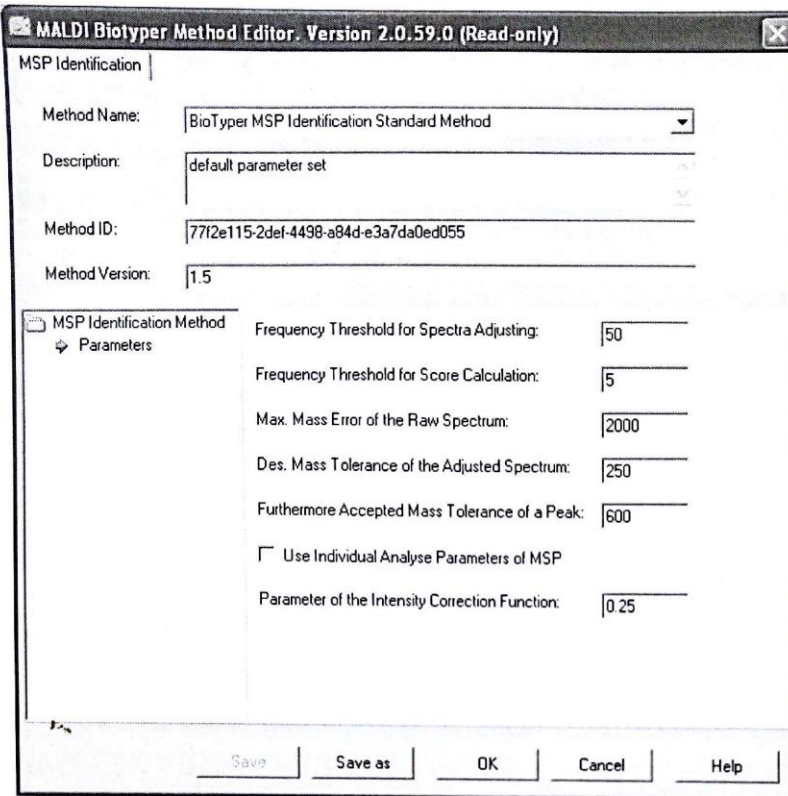 MALDI Biotyper Method Editor. Version 2.0.59.0 (Read-only)
MSP Identification
Method Name: BioTyper MSP Identification Standard Method
Description: default parameter set
Method ID: 77f2e115-2def-4498-a84d-e3a7da0ed055
Method Version: 1.5
MSP Identification Method
Parameters
Frequency Threshold for Spectra Adjusting: 50
Frequency Threshold for Score Calculation: 5
Max. Mass Error of the Raw Spectrum: 2000
Des. Mass Tolerance of the Adjusted Spectrum: 250
Furthermore Accepted Mass Tolerance of a Peak: 600
Use Individual Analyse Parameters of MSP
Parameter of the Intensity Correction Function: 0.25
Save Save as OK Cancel Help